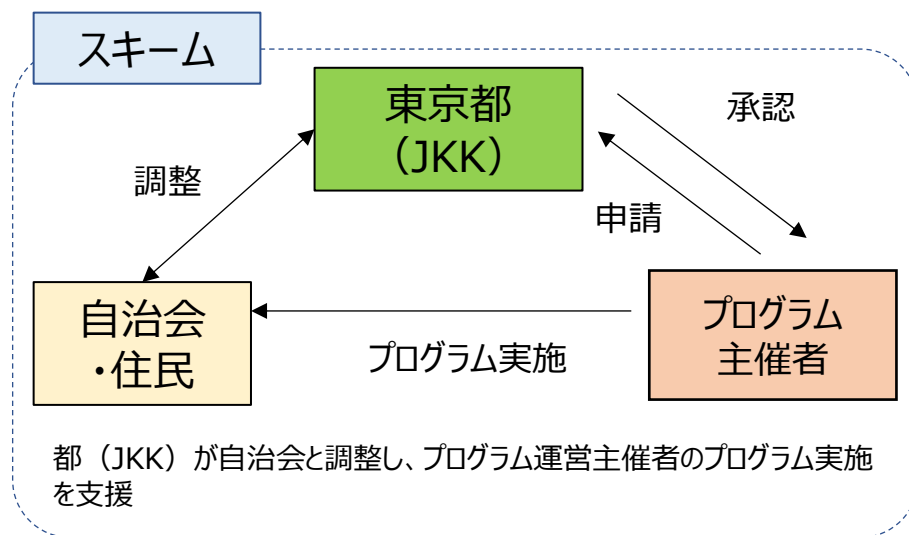 スキーム
東京都
（JKK）
承認
調整
申請
自治会
・住民
プログラム実施
プログラム
主催者
都（JKK）が自治会と調整し、プログラム運営主催者のプログラム実施
を支援